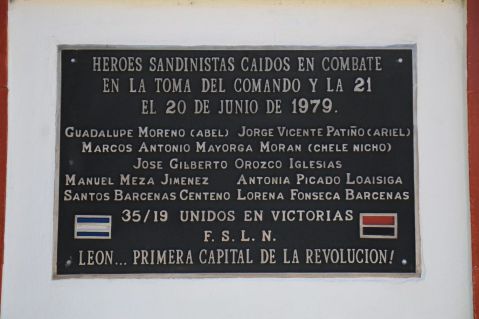 HEROES SANDINISTAS CAIDOS EN COMBATE
EN LA TOMA DEL COMANDO Y LA 21
EL 20 DE JUNIO DE 1979.
GUADALUPE MORENO (ABEL) JORGE VICENTE PATIÑO (ARIEL)
MARCOS ANTONIO MAYORGA MORAN (CHELE NICHO)
JOSE GILBERTO OROZCO IGLESIAS
MANUEL MEZA JIMENEZ ANTONIA PICADO LOAISIGA
SANTOS BARCENAS CENTENO LORENA FONSECA BARCENAS
35/19 UNIDOS EN VICTORIAS
F. S. L. N.
LEON... PRIMERA CAPITAL DE LA REVOLUCION!